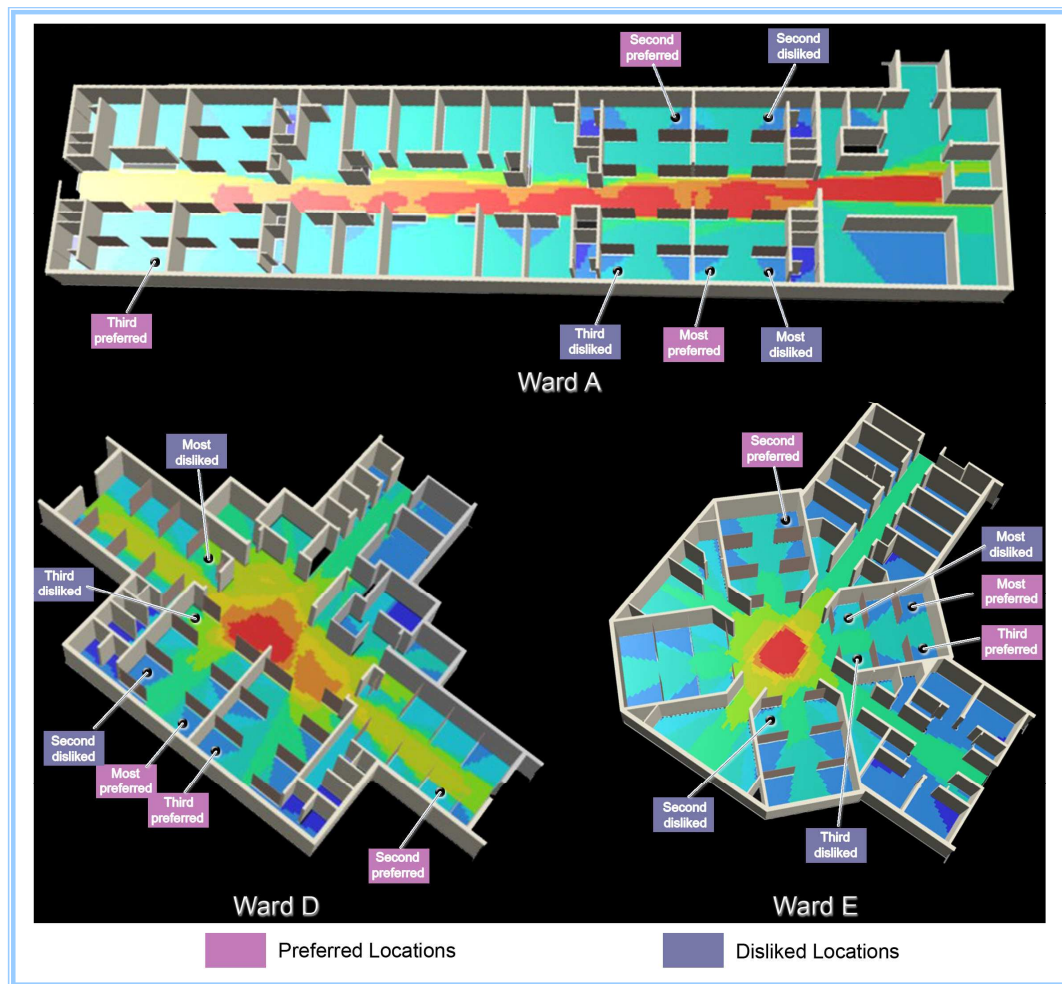 Second
preferred
Second
disliked
Third
preferred
Third
disliked
Most
preferred
Most
disliked
Ward A
Most
disliked
Second
preferred
Third
disliked
Most
disliked
Most
preferred
Third
preferred
Second
disliked
Most
preferred
Third
preferred
Second
preferred
Second
disliked
Third
disliked
Ward D
Ward E
Preferred Locations
Disliked Locations